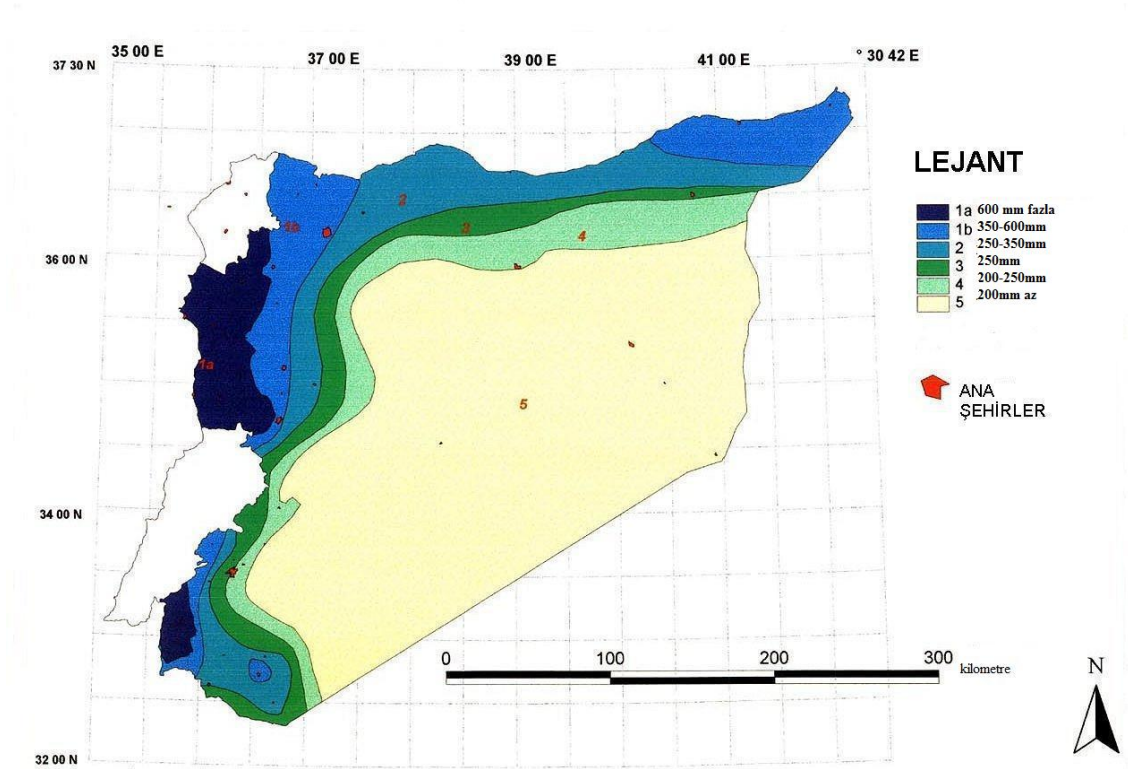 35 00 E
37 00 E
39 00 E
41 00 E
° 30 42 E
37 30 N
36 00 N
34 00 N
32 00 N
1b
2
3
4
1a
5
LEJANT
1a 600 mm fazla
1b 350-600mm
2 250-350mm
3 250mm
4 200-250mm
5 200mm az
ANA
ŞEHİRLER
0 100 200 300
kilometre
N